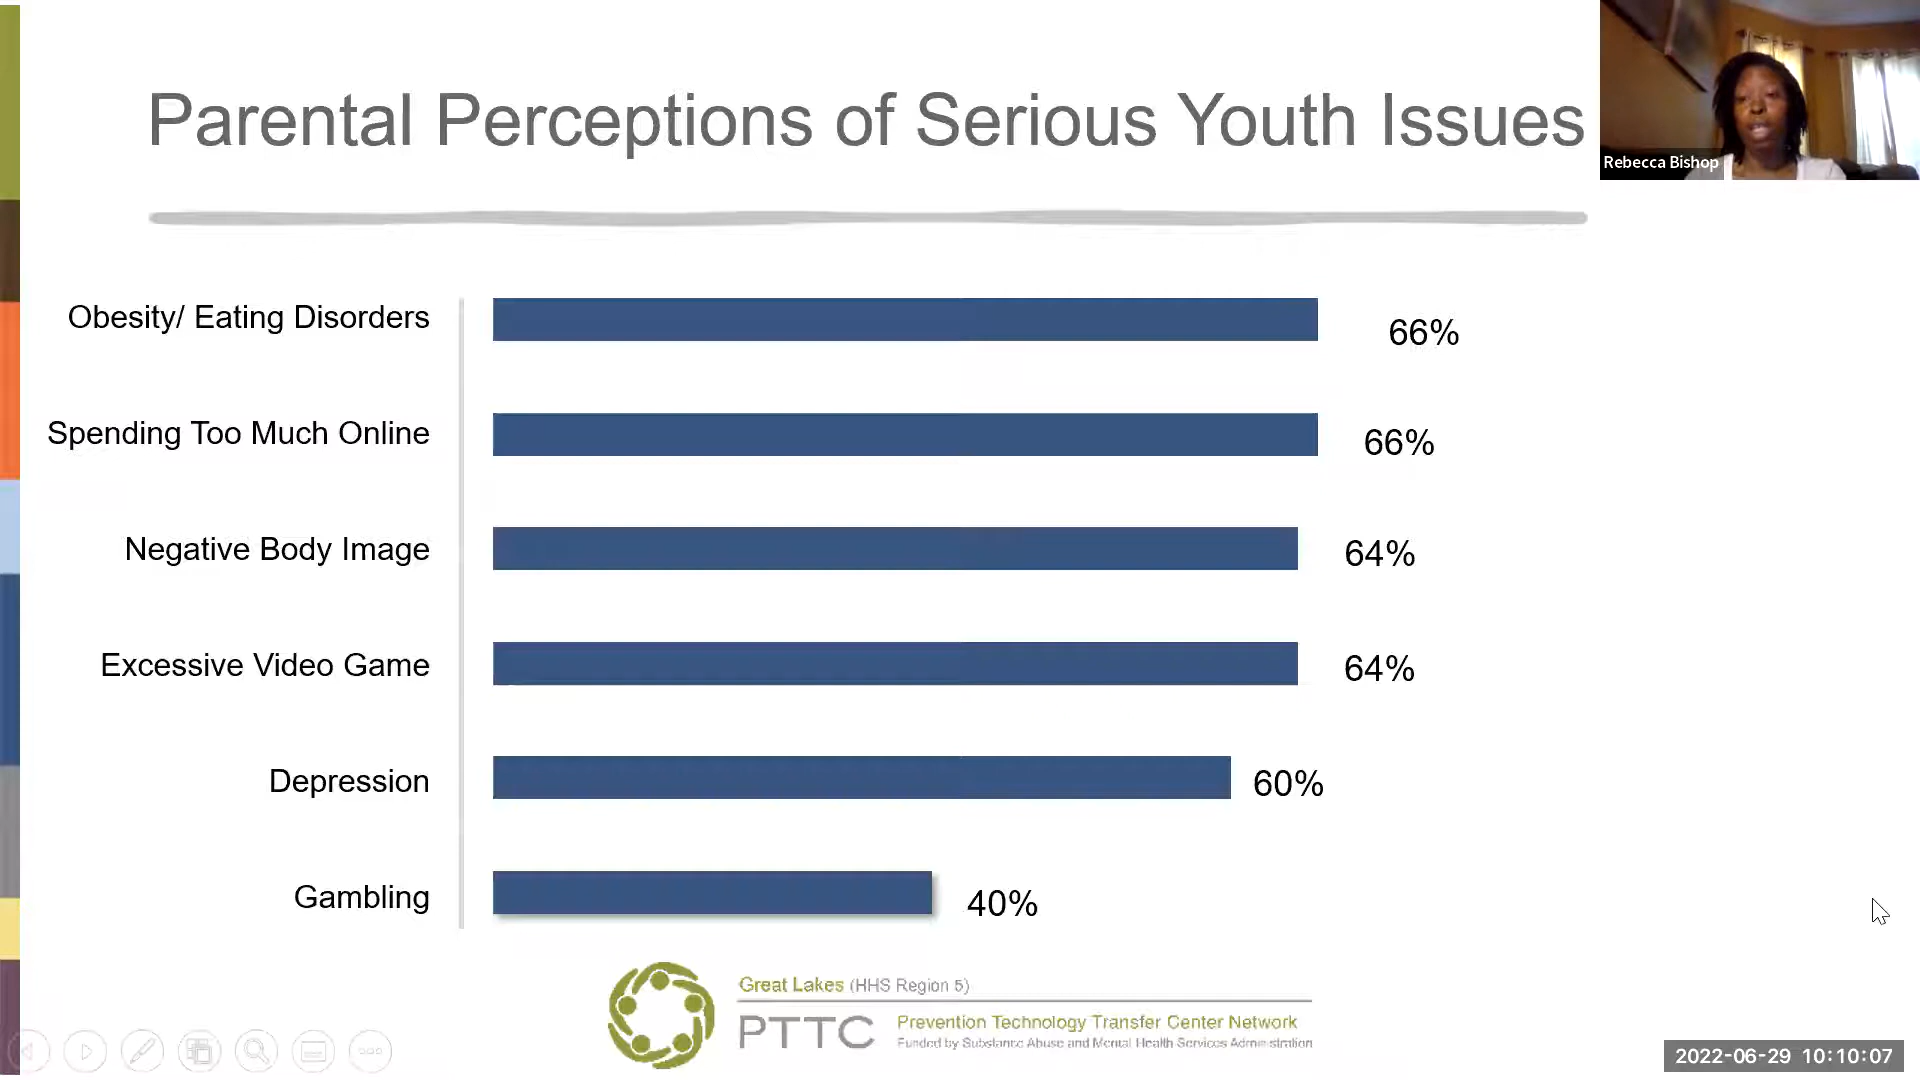 Parental Perceptions of Serious Youth Issues
Rebecca Bishop
Obesity/ Eating Disorders
66%
Spending Too Much Online
66%
Negative Body Image
64%
Excessive Video Game
64%
Depression
60%
Gambling
40%
Great Lakes (HHS Region 5)
PTTC
Prevention Technology Transfer Center Network
Funded by Substance Abuse and Mental Health Services Administration
2022-06-29 10:10:07